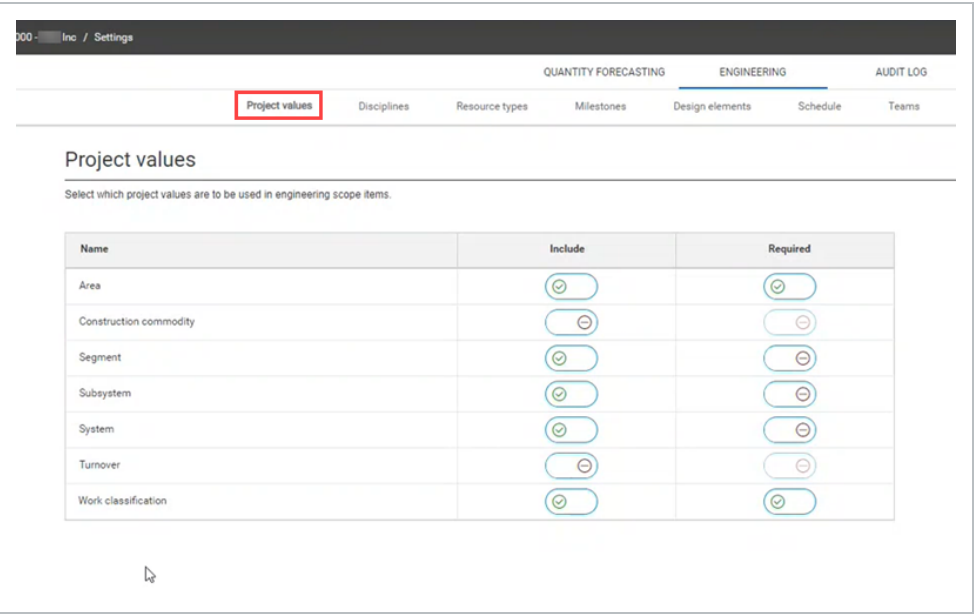 000 - Inc / Settings
QUANTITY FORECASTING ENGINEERING AUDIT LOG
Project values Disciplines Resource types Milestones Design elements Schedule Teams
Project values
Select which project values are to be used in engineering scope items.
Name Include Required
Area
Construction commodity
Segment
Subsystem
System
Turnover
Work classification